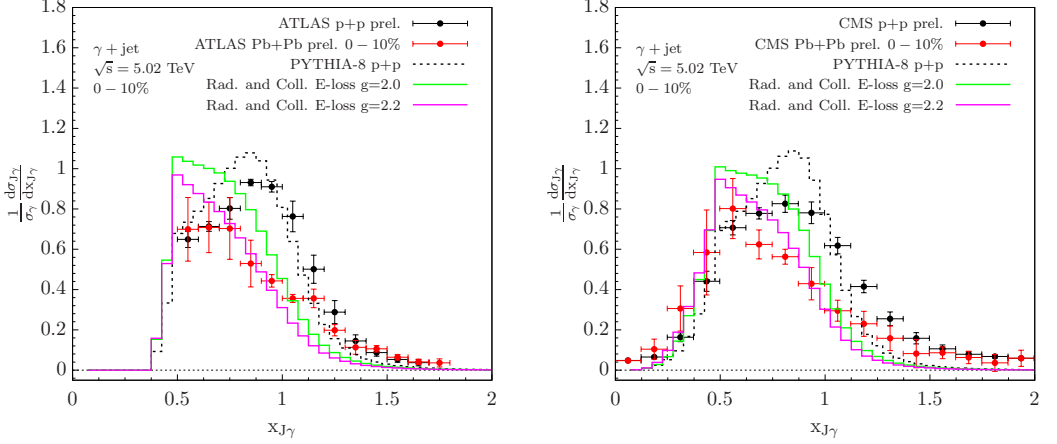 1.8
1.6
1.4
1.2
1
0.8
0.6
0.4
0.2
0
0
0.5
1
1.5
2
1/σγ dσJγ/dxJγ
xJγ
γ + jet
√s = 5.02 TeV
0 − 10%
ATLAS p+p prel.
ATLAS Pb+Pb prel. 0 − 10%
PYTHIA-8 p+p
Rad. and Coll. E-loss g=2.0
Rad. and Coll. E-loss g=2.2
1.8
1.6
1.4
1.2
1
0.8
0.6
0.4
0.2
0
0
0.5
1
1.5
2
1/σγ dσJγ/dxJγ
xJγ
γ + jet
√s = 5.02 TeV
0 − 10%
CMS p+p prel.
CMS Pb+Pb prel. 0 − 10%
PYTHIA-8 p+p
Rad. and Coll. E-loss g=2.0
Rad. and Coll. E-loss g=2.2